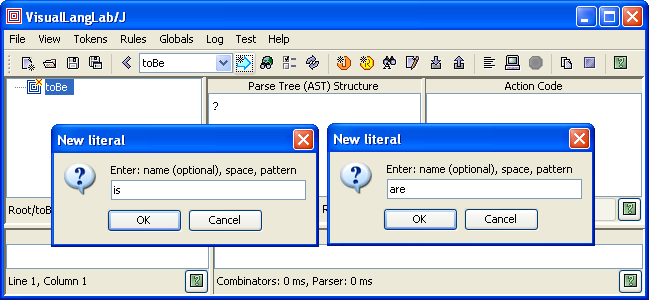 VisualLangLab/J
File View Tokens Rules Globals Log Test Help
toBe
toBe
Parse Tree (AST) Structure
Action Code
?
New literal
Enter: name (optional), space, pattern
is
OK Cancel
New literal
Enter: name (optional), space, pattern
are
OK Cancel
Root/toB
R
Line 1, Column 1
Combinators: 0 ms, Parser: 0 ms